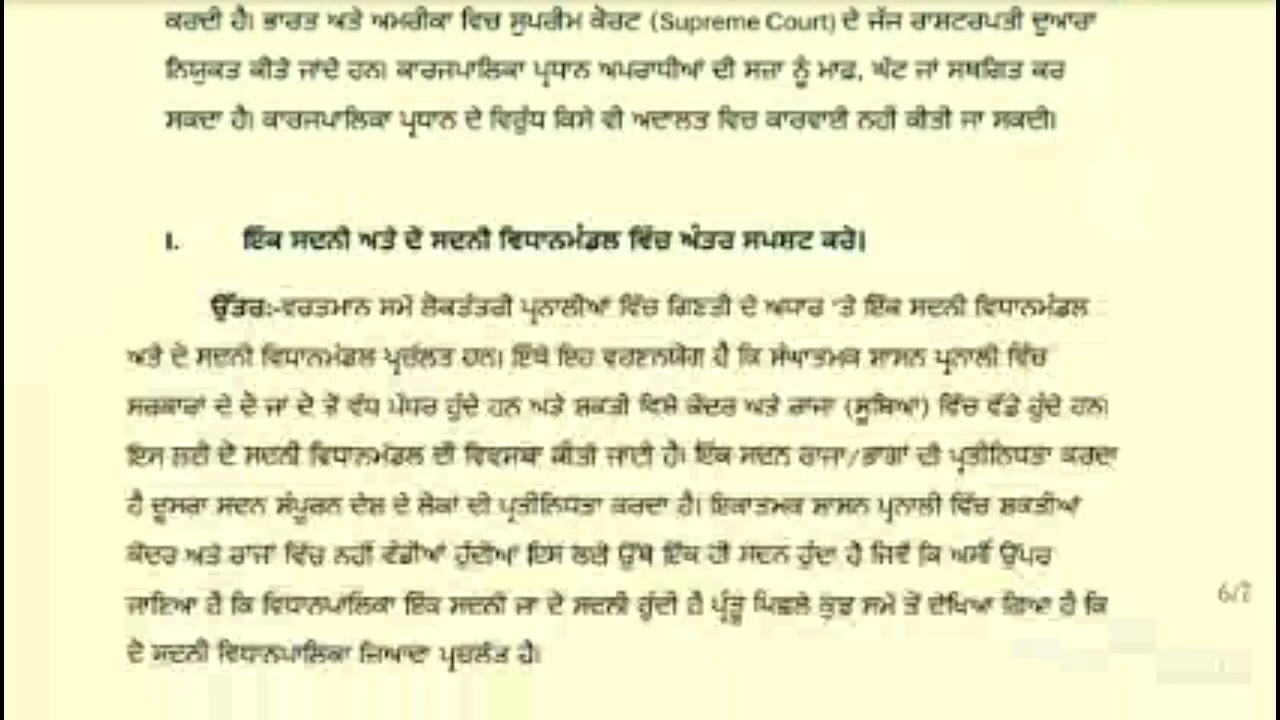 ਕਰਦੀ ਹੈ। ਭਾਰਤ ਅਤੇ ਅਮਰੀਕਾ ਵਿਚ ਸੁਪਰੀਮ ਕੋਰਟ (Supreme Court) ਦੇ ਜੱਜ ਰਾਸ਼ਟਰਪਤੀ ਦੁਆਰਾ
ਨਿਯੁਕਤ ਕੀਤੇ ਜਾਂਦੇ ਹਨ। ਕਾਰਜਪਾਲਿਕਾ ਪ੍ਰਧਾਨ ਅਪਰਾਧੀਆਂ ਦੀ ਸਜ਼ਾ ਨੂੰ ਮਾਫ਼, ਘੱਟ ਜਾਂ ਸਥਗਿਤ ਕਰ
ਸਕਦਾ ਹੈ। ਕਾਰਜਪਾਲਿਕਾ ਪ੍ਰਧਾਨ ਦੇ ਵਿਰੁੱਧ ਕਿਸੇ ਵੀ ਅਦਾਲਤ ਵਿਚ ਕਾਰਵਾਈ ਨਹੀਂ ਕੀਤੀ ਜਾ ਸਕਦੀ।
I. ਇੱਕ ਸਦਨੀ ਅਤੇ ਦੋ ਸਦਨੀ ਵਿਧਾਨਮੰਡਲ ਵਿੱਚ ਅੰਤਰ ਸਪਸ਼ਟ ਕਰੋ।
ਉੱਤਰ:-ਵਰਤਮਾਨ ਸਮੇਂ ਲੋਕਤੰਤਰੀ ਪ੍ਰਨਾਲੀਆਂ ਵਿੱਚ ਗਿਣਤੀ ਦੇ ਅਧਾਰ 'ਤੇ ਇੱਕ ਸਦਨੀ ਵਿਧਾਨਮੰਡਲ
ਅਤੇ ਦੋ ਸਦਨੀ ਵਿਧਾਨਮੰਡਲ ਪ੍ਰਚੱਲਤ ਹਨ। ਇੱਥੇ ਇਹ ਵਰਣਨਯੋਗ ਹੈ ਕਿ ਸੰਘਾਤਮਕ ਸ਼ਾਸਨ ਪ੍ਰਨਾਲੀ ਵਿੱਚ
ਸਰਕਾਰਾਂ ਦੇ ਦੋ ਜਾਂ ਦੋ ਤੋਂ ਵੱਧ ਪੱਧਰ ਹੁੰਦੇ ਹਨ ਅਤੇ ਸ਼ਕਤੀ ਵਿਸ਼ੇ ਕੇਂਦਰ ਅਤੇ ਰਾਜਾਂ (ਸੂਬਿਆਂ) ਵਿੱਚ ਵੰਡੇ ਹੁੰਦੇ ਹਨ।
ਇਸ ਲਈ ਦੋ ਸਦਨੀ ਵਿਧਾਨਮੰਡਲ ਦੀ ਵਿਵਸਥਾ ਕੀਤੀ ਜਾਂਦੀ ਹੈ। ਇੱਕ ਸਦਨ ਰਾਜਾਂ/ਭਾਗਾਂ ਦੀ ਪ੍ਰਤੀਨਿਧਤਾ ਕਰਦਾ
ਹੈ ਦੂਸਰਾ ਸਦਨ ਸੰਪੂਰਨ ਦੇਸ਼ ਦੇ ਲੋਕਾਂ ਦੀ ਪ੍ਰਤੀਨਿਧਤਾ ਕਰਦਾ ਹੈ। ਇਕਾਤਮਕ ਸ਼ਾਸਨ ਪ੍ਰਨਾਲੀ ਵਿੱਚ ਸ਼ਕਤੀਆਂ
ਕੇਂਦਰ ਅਤੇ ਰਾਜਾਂ ਵਿੱਚ ਨਹੀਂ ਵੰਡੀਆਂ ਹੁੰਦੀਆਂ ਇਸ ਲਈ ਉੱਥੇ ਇੱਕ ਹੀ ਸਦਨ ਹੁੰਦਾ ਹੈ ਜਿਵੇਂ ਕਿ ਅਸੀਂ ਉੱਪਰ
ਜਾਣਿਆ ਹੈ ਕਿ ਵਿਧਾਨਪਾਲਿਕਾ ਇੱਕ ਸਦਨੀ ਜਾਂ ਦੋ ਸਦਨੀ ਹੁੰਦੀ ਹੈ ਪ੍ਰੰਤੂ ਪਿਛਲੇ ਕੁਝ ਸਮੇਂ ਤੋਂ ਦੇਖਿਆ ਗਿਆ ਹੈ ਕਿ
ਦੋ ਸਦਨੀ ਵਿਧਾਨਪਾਲਿਕਾ ਜ਼ਿਆਦਾ ਪ੍ਰਚਲੱਤ ਹੈ।